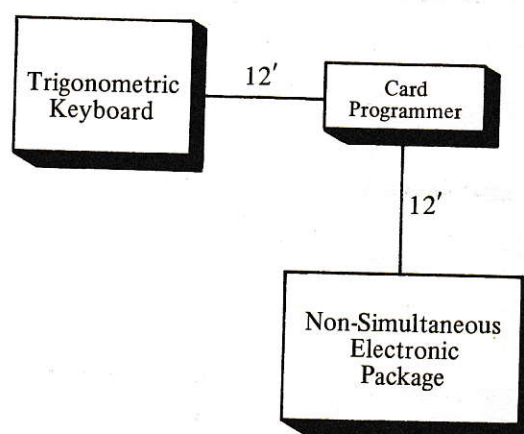 Trigonometric
Keyboard
12′
Card
Programmer
12′
Non-Simultaneous
Electronic
Package